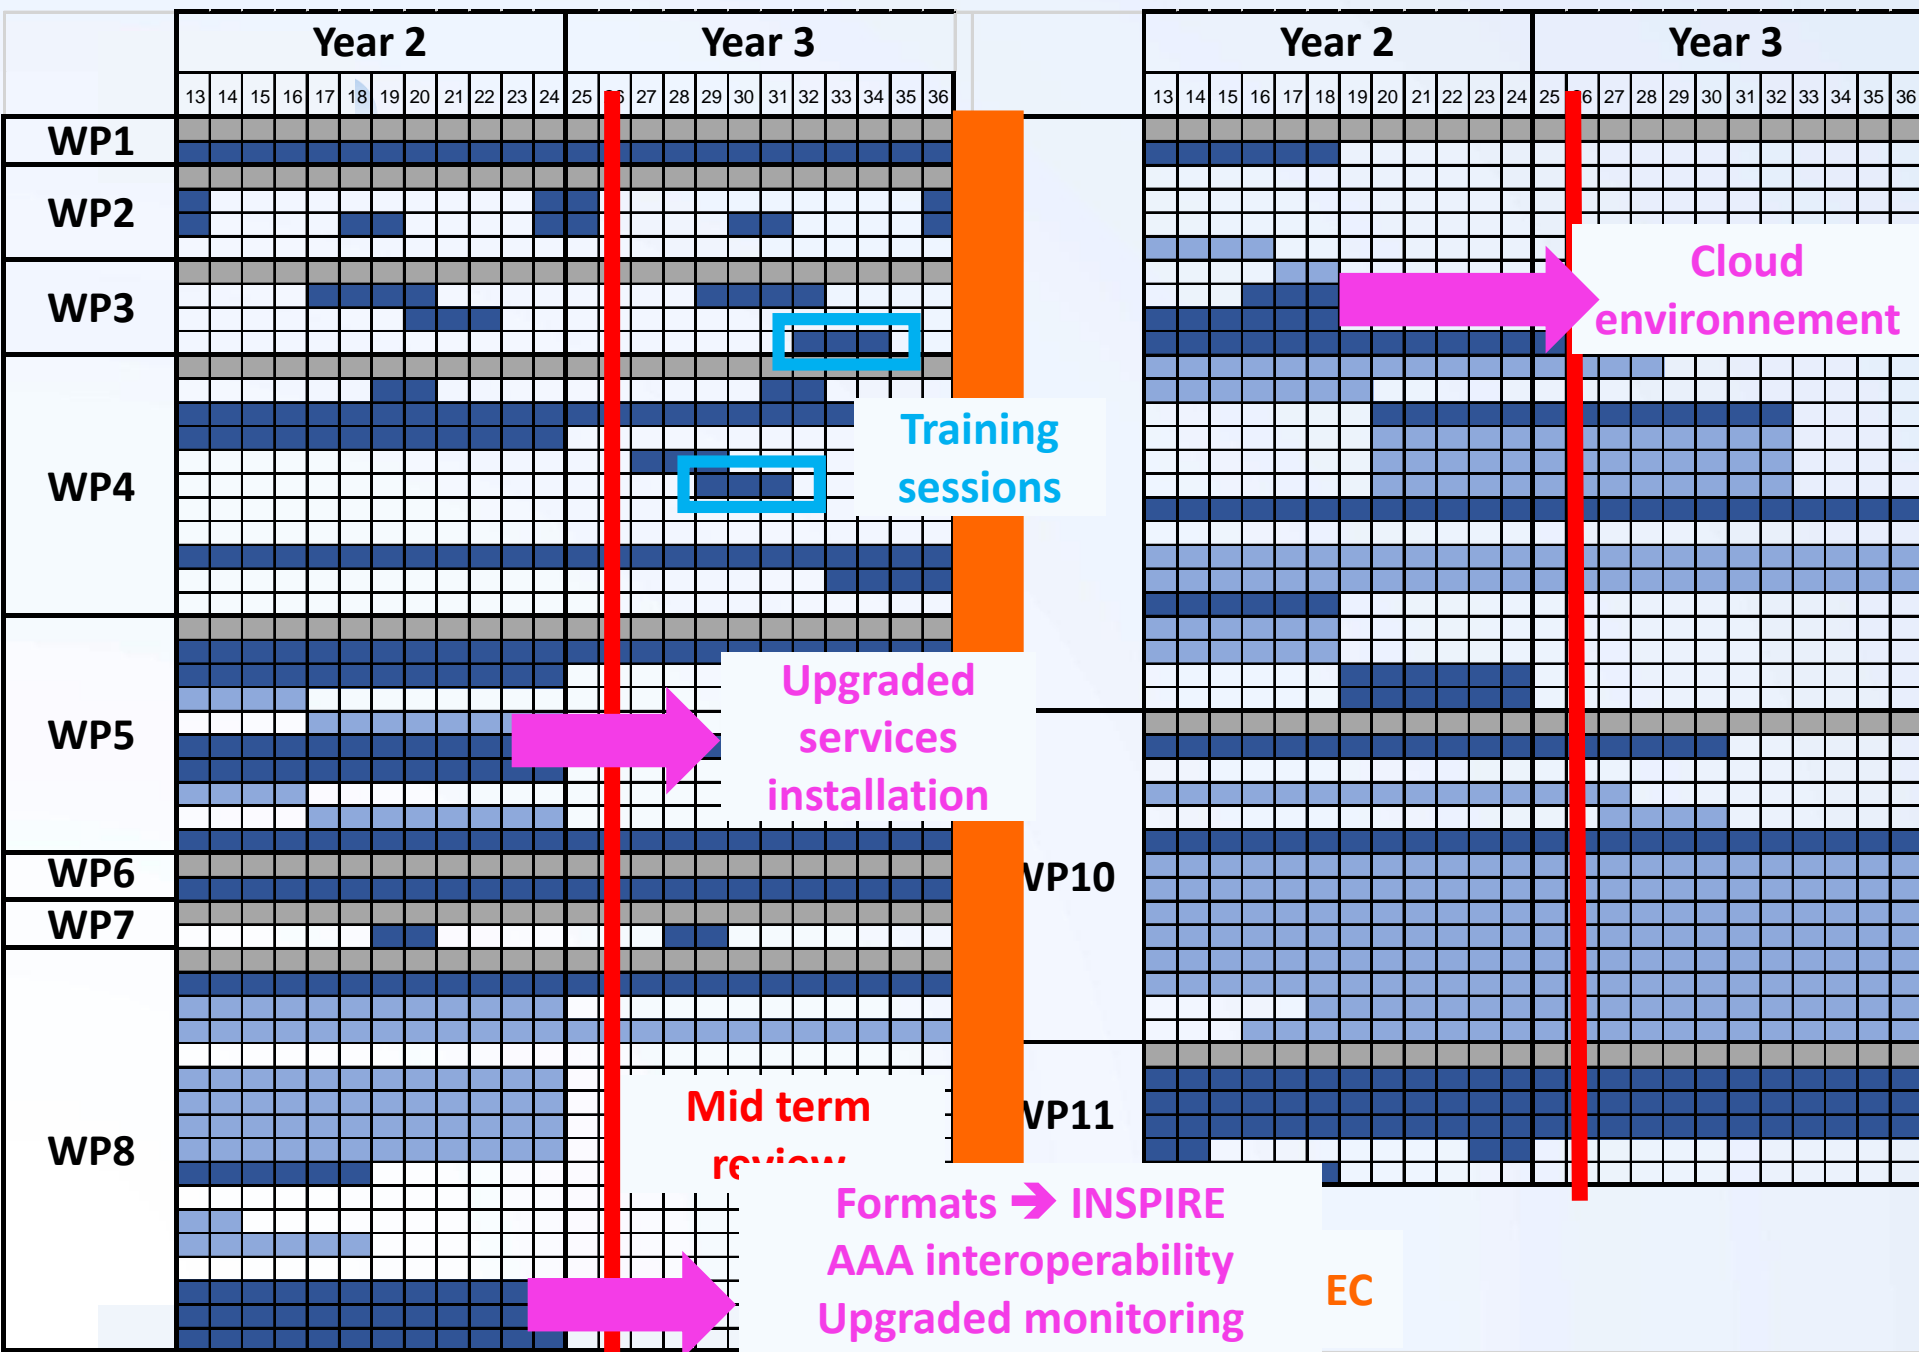 Year 2 Year 3
13 14 15 16 17 18 19 20 21 22 23 24 25 27 28 29 30 31 32 33 34 35 36
WP1
WP2
WP3
WP4
WP5
WP6
WP7
WP8
Training
sessions
Upgraded
services
installation
Mid term
review
Year 2 Year 3
13 14 15 16 17 18 19 20 21 22 23 24 25 27 28 29 30 31 32 33 34 35 36
Cloud
environnement
WP10
WP11
Formats ➔ INSPIRE
AAA interoperability
Upgraded monitoring
EC